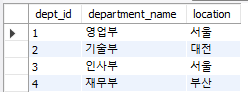 dept_id department_name location
1 영업부 서울
2 기술부 대전
3 인사부 서울
4 재무부 부산